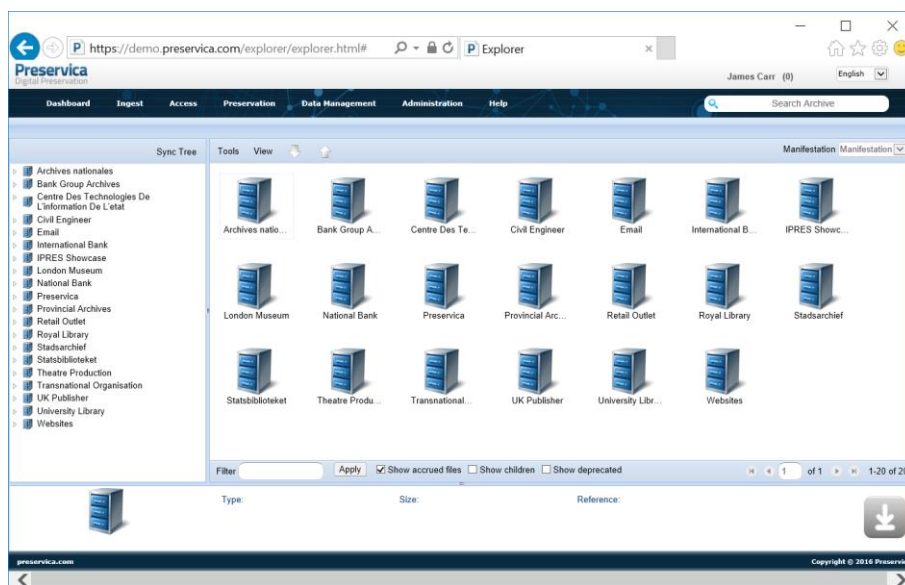 https://demo.preservica.com/explorer/explorer.html#
Explorer
Preservica
Digital Preservation
James Carr (0)
English
Dashboard Ingest Access Preservation Data Management Administration Help
Search Archive
Sync Tree
Tools View
Manifestation Manifestation
Archives nationales
Bank Group Archives
Centre Des Technologies De
L'information De L'etat
Civil Engineer
Email
International Bank
IPRES Showcase
London Museum
National Bank
Preservica
Provincial Archives
Retail Outlet
Royal Library
Stadsarchief
Statsbiblioteket
Theatre Production
Transnational Organisation
UK Publisher
University Library
Websites
Archives natio... Bank Group A... Centre Des Te... Civil Engineer Email International B... IPRES Showc...
London Museum National Bank Preservica Provincial Arc... Retail Outlet Royal Library Stadsarchief
Statsbiblioteket Theatre Produ... Transnational... UK Publisher University Libr... Websites
Filter Apply Show accrued files Show children Show deprecated 1 of 1 1-20 of 20
Type: Size: Reference:
preservica.com
Copyright © 2016 Preservi